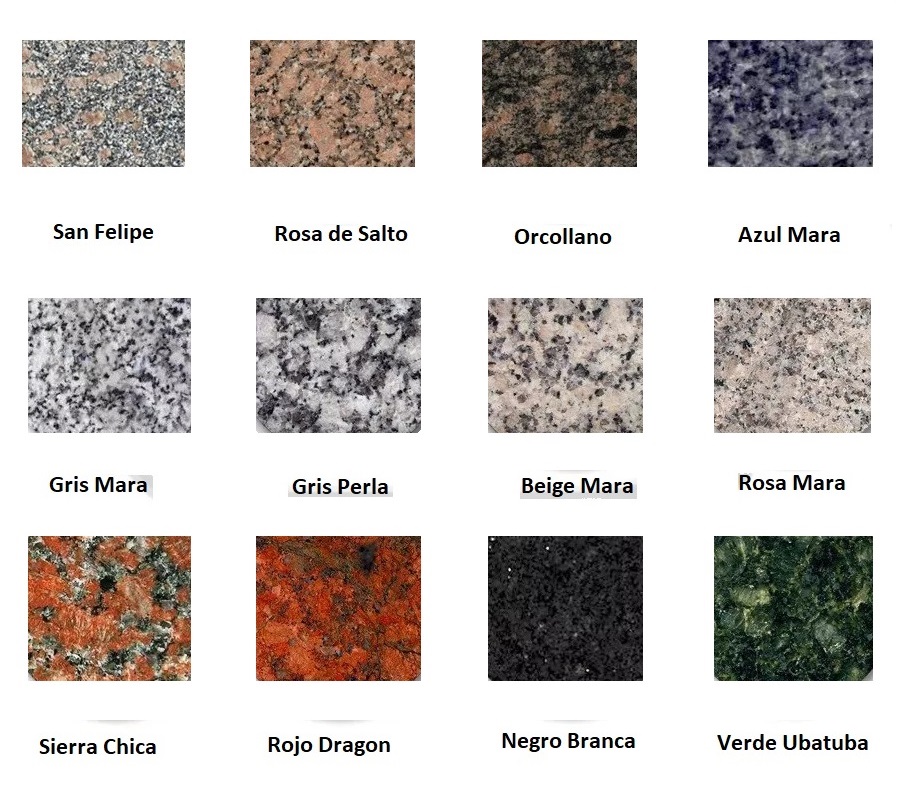 San Felipe
Rosa de Salto
Orcollano
Azul Mara
Gris Mara
Gris Perla
Beige Mara
Rosa Mara
Sierra Chica
Rojo Dragon
Negro Branca
Verde Ubatuba